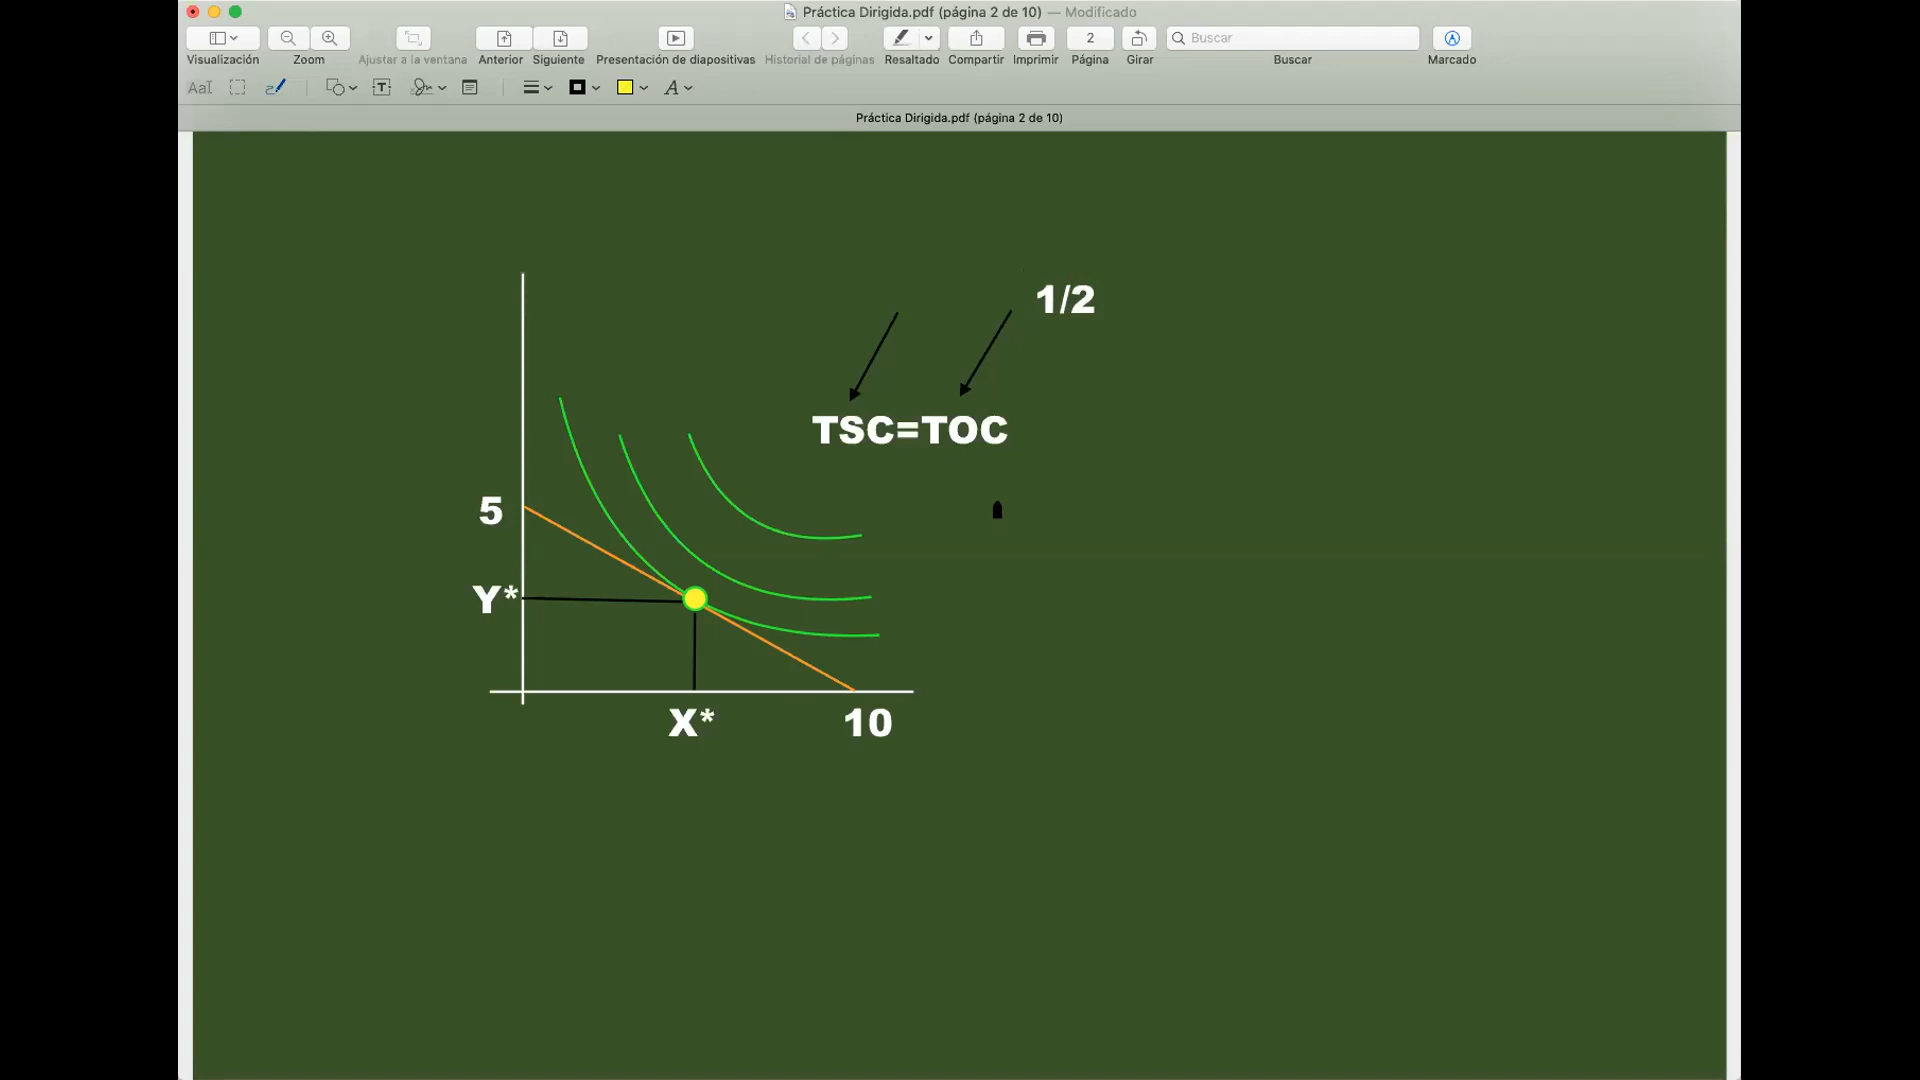 Práctica Dirigida.pdf (página 2 de 10) — Modificado
2
Buscar
Visualización
Zoom
Ajustar a la ventana
Anterior
Siguiente
Presentación de diapositivas
Historial de páginas
Resaltado
Compartir
Imprimir
Página
Girar
Buscar
Marcado
AaI
T
A
Práctica Dirigida.pdf (página 2 de 10)
1/2
TSC=TOC
5
Y*
X*
10